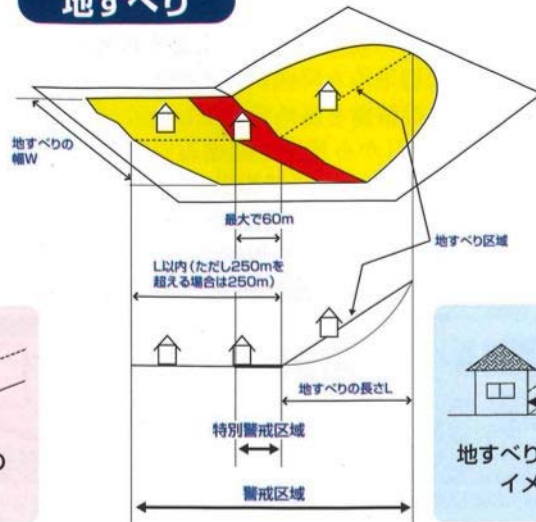 地すべり
地すべりの
幅W
最大で60m
地すべり区域
L以内(ただし250mを
超える場合は250m)
地すべりの長さL
特別警戒区域
警戒区域
の
地すべり
イメ